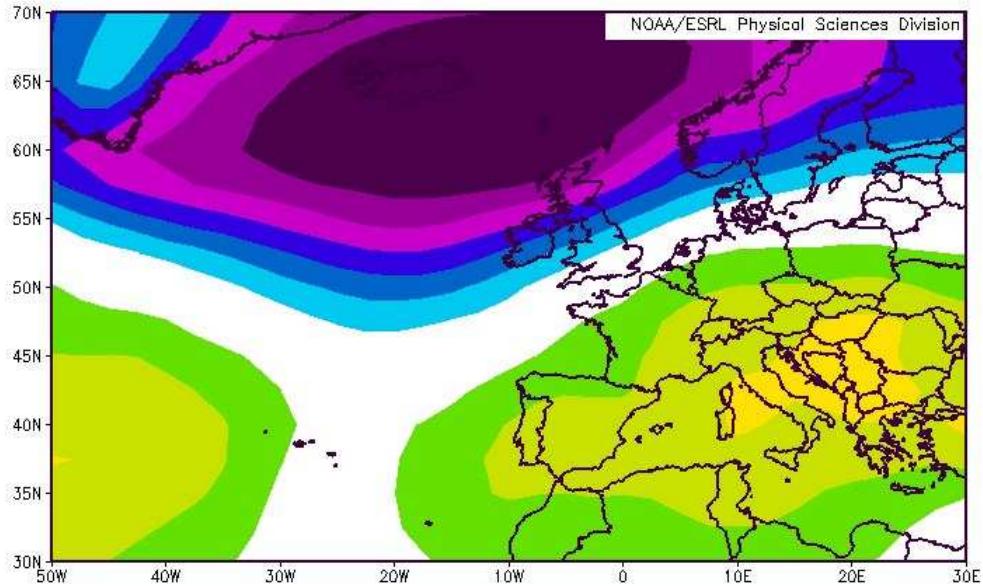 70N
NOAA/ESRL Physical Sciences Division
65N
60N
55N
50N
45N
40N
35N
30N
50W 40W 30W 20W 10W 0 10E 20E 30E